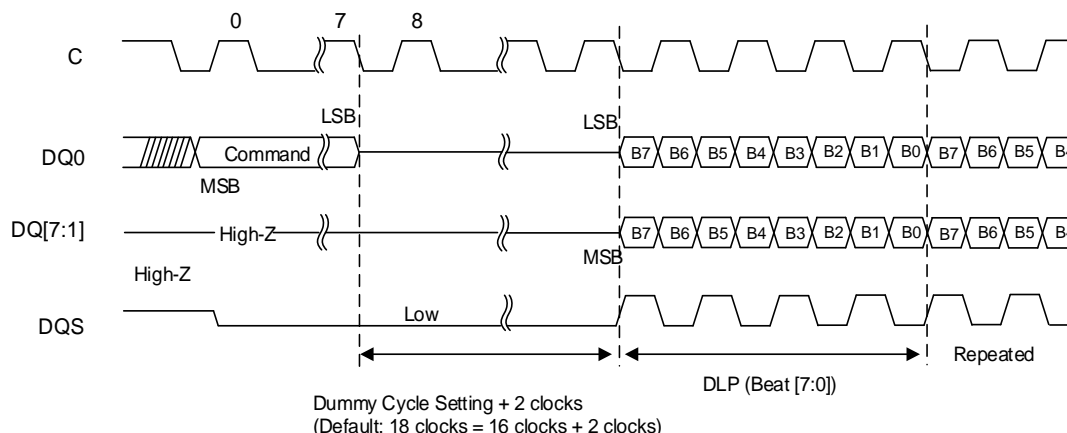 0 7 8
C
LSB LSB
DQ0 Command B7 B6 B5 B4 B3 B2 B1 B0 B7 B6 B5 B4
MSB
DQ[7:1] High-Z B7 B6 B5 B4 B3 B2 B1 B0 B7 B6 B5 B4
MSB
High-Z
DQS Low
Repeated
DLP (Beat [7:0])
Dummy Cycle Setting + 2 clocks
(Default: 18 clocks = 16 clocks + 2 clocks)